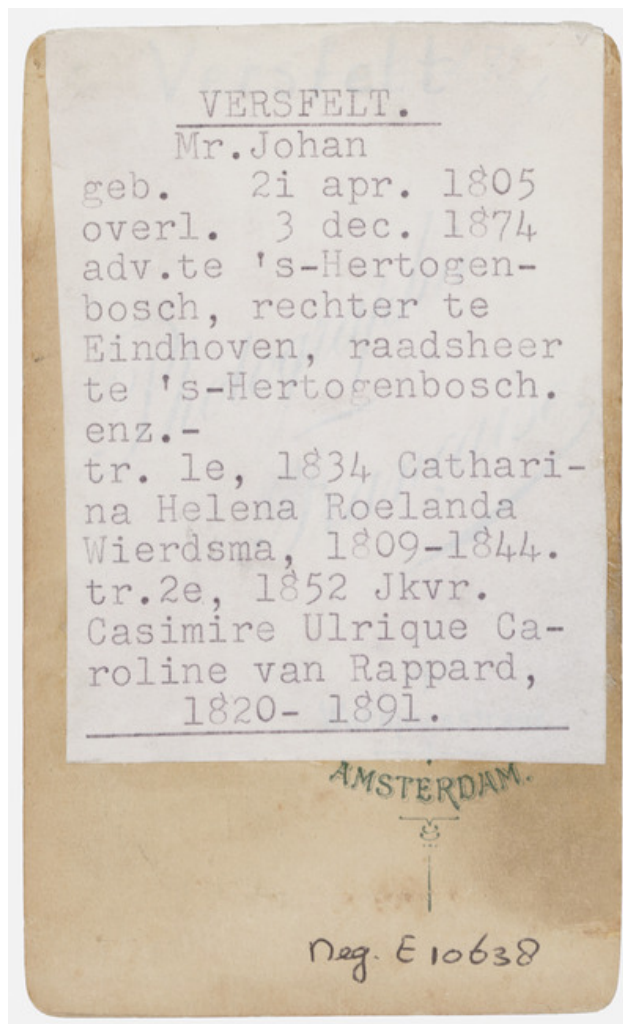 VERSFELT.
Mr.Johan
geb. 2i apr. 1805
overl. 3 dec. 1874
adv.te 's-Hertogen-
bosch, rechter te
Eindhoven, raadsheer
te 's-Hertogenbosch.
enz.-
tr. 1e, 1834 Cathari-
na Helena Roelanda
Wierdsma, 1809-1844.
tr.2e, 1852 Jkvr.
Casimire Ulrique Ca-
roline van Rappard,
1820- 1891.
AMSTERDAM.
Neg. E 10638